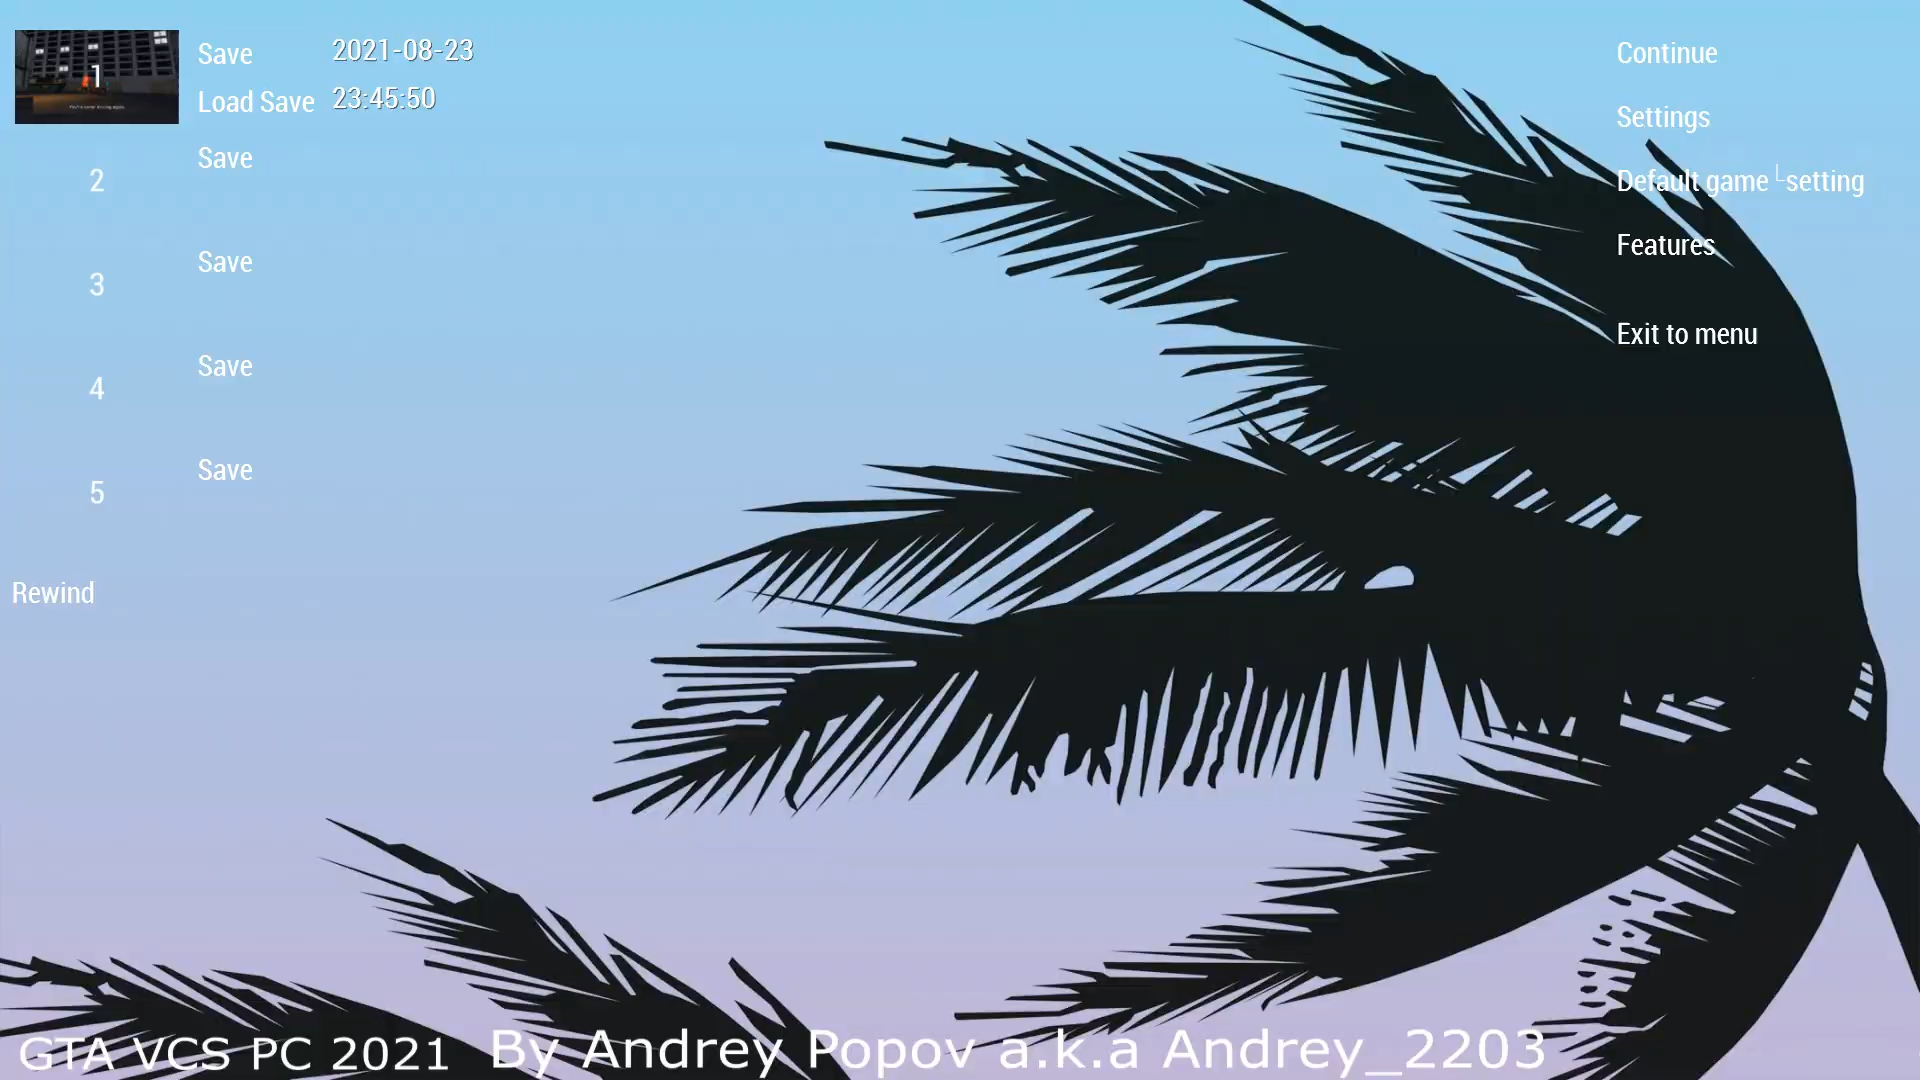 1
Save 2021-08-23
Load Save 23:45:50
2
Save
3
Save
4
Save
5
Save
Rewind
Continue
Settings
Default game setting
Features
Exit to menu
GTA VCS PC 2021 By Andrey Popov a.k.a Andrey_2203